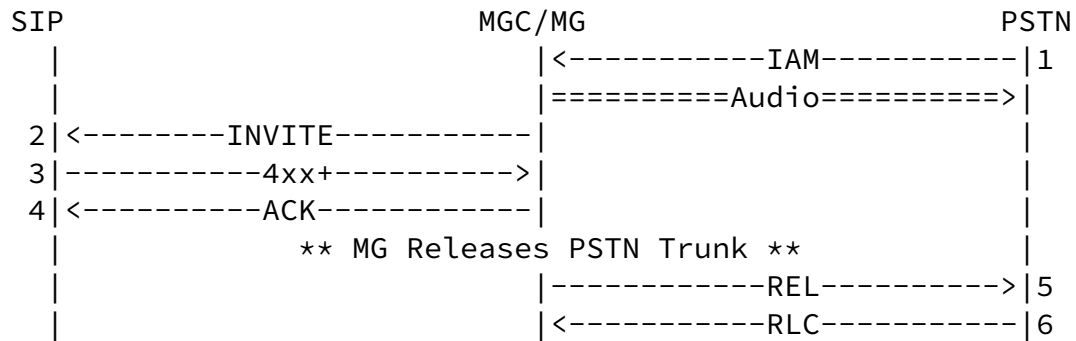 SIP                       MGC/MG                          PSTN
  |                          |<-----------IAM-----------|1
  |                          |==========Audio==========>|
 2|<--------INVITE-----------|                          |
 3|-----------4xx+---------->|                          |
 4|<----------ACK------------|                          |
  |             ** MG Releases PSTN Trunk **            |
  |                          |------------REL---------->|5
  |                          |<-----------RLC-----------|6